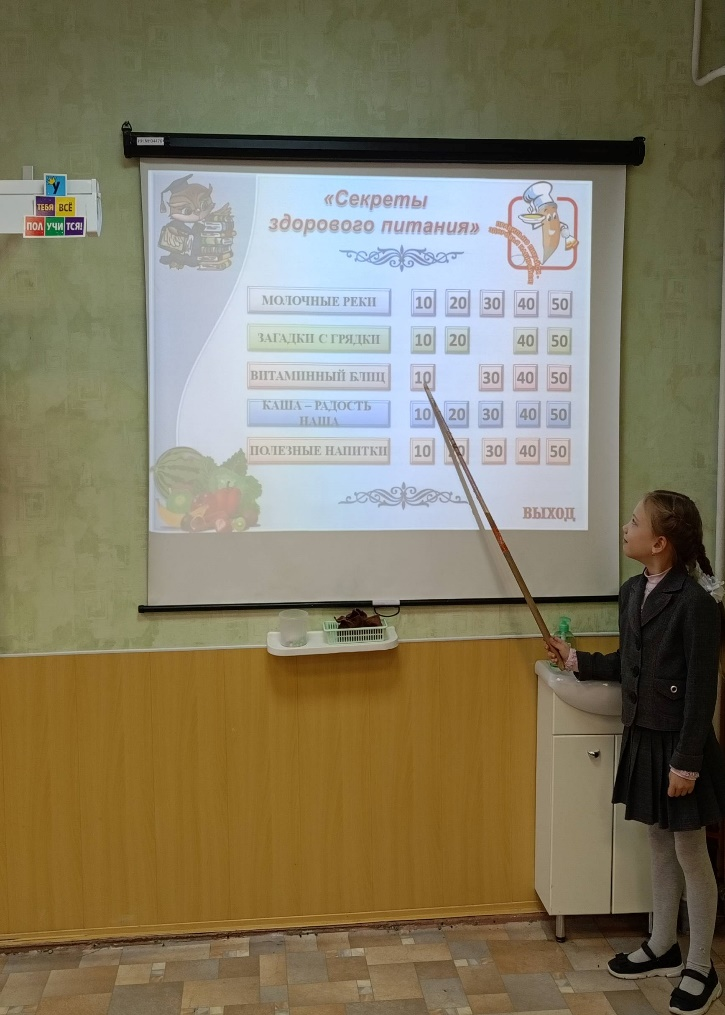 У
ТЕБЯ ВСЁ
ПОЛ УЧИ ТСЯ!
«Секреты
здорового питания»
МОЛОЧНЫЕ РЕКИ 10 20 30 40 50
ЗАГАДКИ С ГРЯДКИ 10 20 40 50
ВИТАМИННЫЙ БЛИЦ 10 30 40 50
КАША – РАДОСТЬ
НАША 10 20 30 40 50
ПОЛЕЗНЫЕ НАПИТКИ 10 20 30 40 50
ВЫХОД